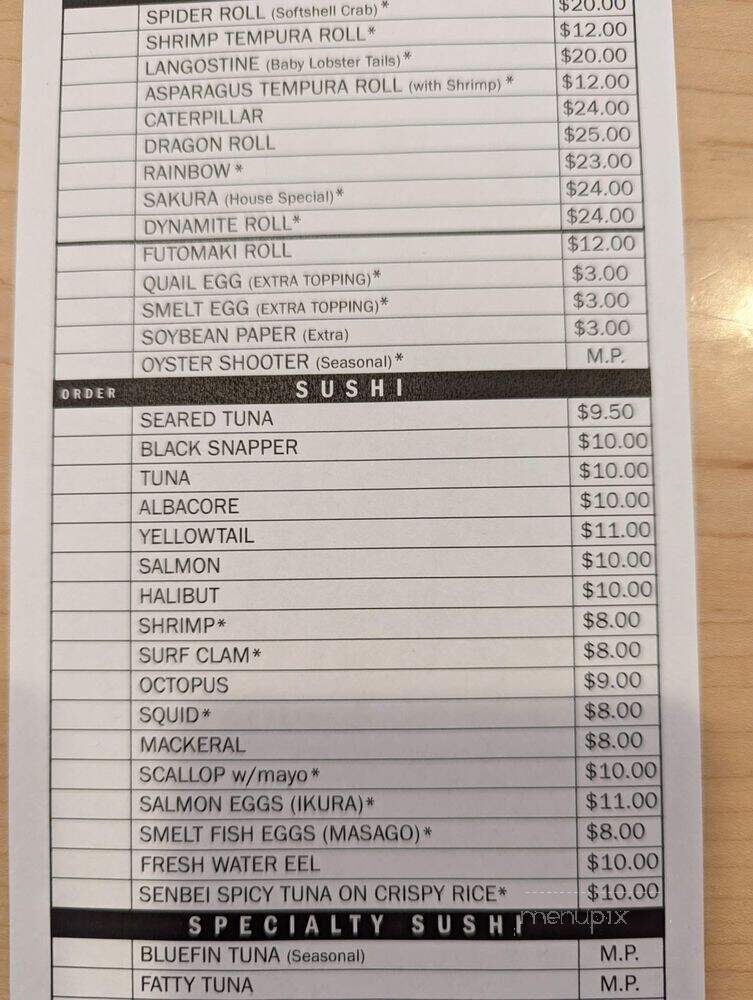 SPIDER ROLL (Softshell Crab)* $20.00
SHRIMP TEMPURA ROLL* $12.00
LANGOSTINE (Baby Lobster Tails)* $20.00
ASPARAGUS TEMPURA ROLL (with Shrimp)* $12.00
CATERPILLAR $24.00
DRAGON ROLL $25.00
RAINBOW* $23.00
SAKURA (House Special)* $24.00
DYNAMITE ROLL* $24.00
FUTOMAKI ROLL $12.00
QUAIL EGG (EXTRA TOPPING)* $3.00
SMELT EGG (EXTRA TOPPING)* $3.00
SOYBEAN PAPER (Extra) $3.00
OYSTER SHOOTER (Seasonal)* M.P.
ORDER SUSHI
SEARED TUNA $9.50
BLACK SNAPPER $10.00
TUNA $10.00
ALBACORE $10.00
YELLOWTAIL $11.00
SALMON $10.00
HALIBUT $10.00
SHRIMP* $8.00
SURF CLAM* $8.00
OCTOPUS $9.00
SQUID* $8.00
MACKERAL $8.00
SCALLOP w/mayo* $10.00
SALMON EGGS (IKURA)* $11.00
SMELT FISH EGGS (MASAGO)* $8.00
FRESH WATER EEL $10.00
SENBEI SPICY TUNA ON CRISPY RICE* $10.00
SPECIALTY SUSHI
menupix
BLUEFIN TUNA (Seasonal) M.P.
FATTY TUNA M.P.